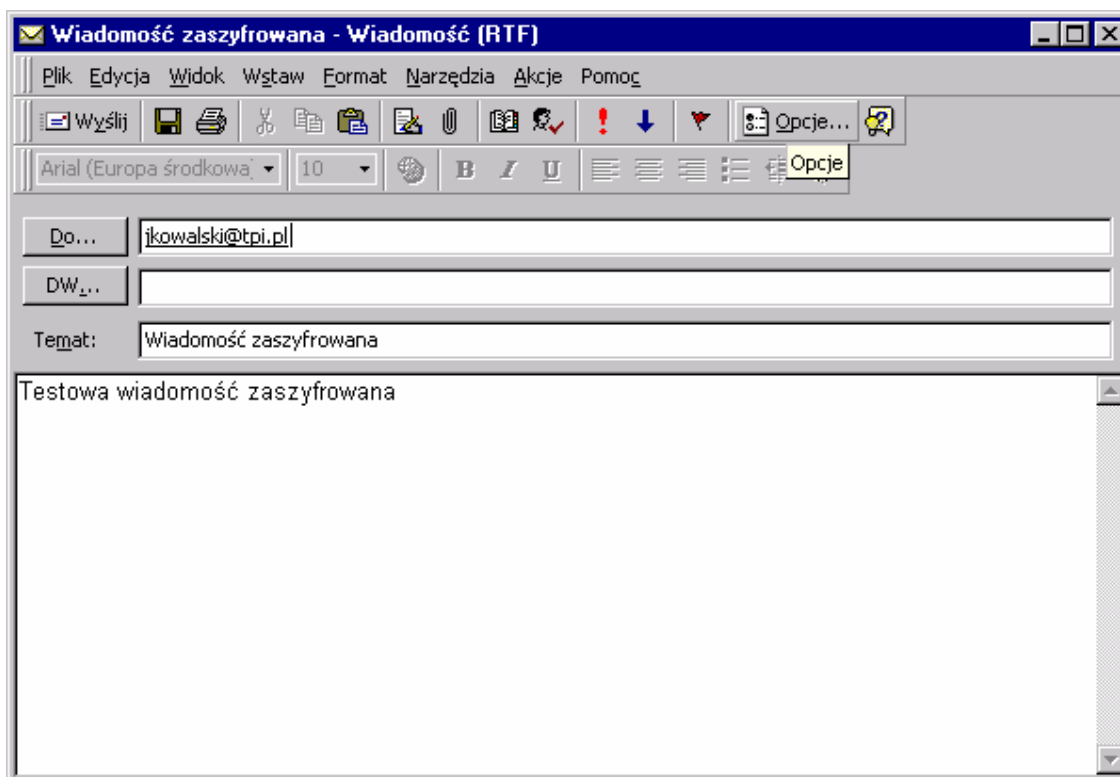 Wiadomość zaszyfrowana - Wiadomość (RTF)
Plik Edycja Widok Wstaw Format Narzędzia Akcje Pomoc
Wyślij Opcje...
Arial (Europa środkowa) 10 B I U Opcje
Do... jkowalski@tpi.pl
DW...
Temat: Wiadomość zaszyfrowana
Testowa wiadomość zaszyfrowana